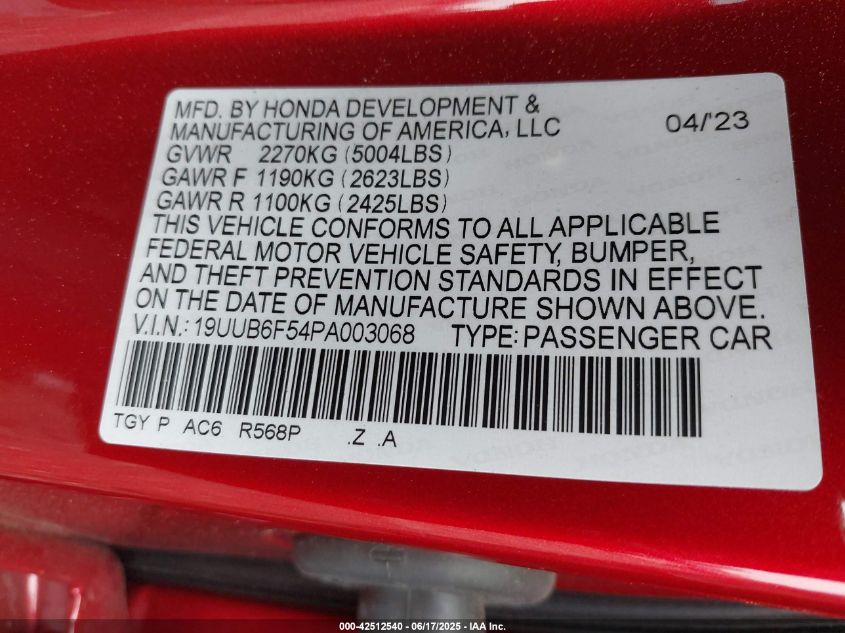 MFD. BY HONDA DEVELOPMENT &
MANUFACTURING OF AMERICA, LLC 04/'23
GVWR 2270KG (5004LBS)
GAWR F 1190KG (2623LBS)
GAWR R 1100KG (2425LBS)
THIS VEHICLE CONFORMS TO ALL APPLICABLE
FEDERAL MOTOR VEHICLE SAFETY, BUMPER,
AND THEFT PREVENTION STANDARDS IN EFFECT
ON THE DATE OF MANUFACTURE SHOWN ABOVE.
V.I.N.: 19UUB6F54PA003068 TYPE: PASSENGER CAR
TGY P AC6 R568P .Z .A
000-42512540 - 06/17/2025 - IAA Inc.